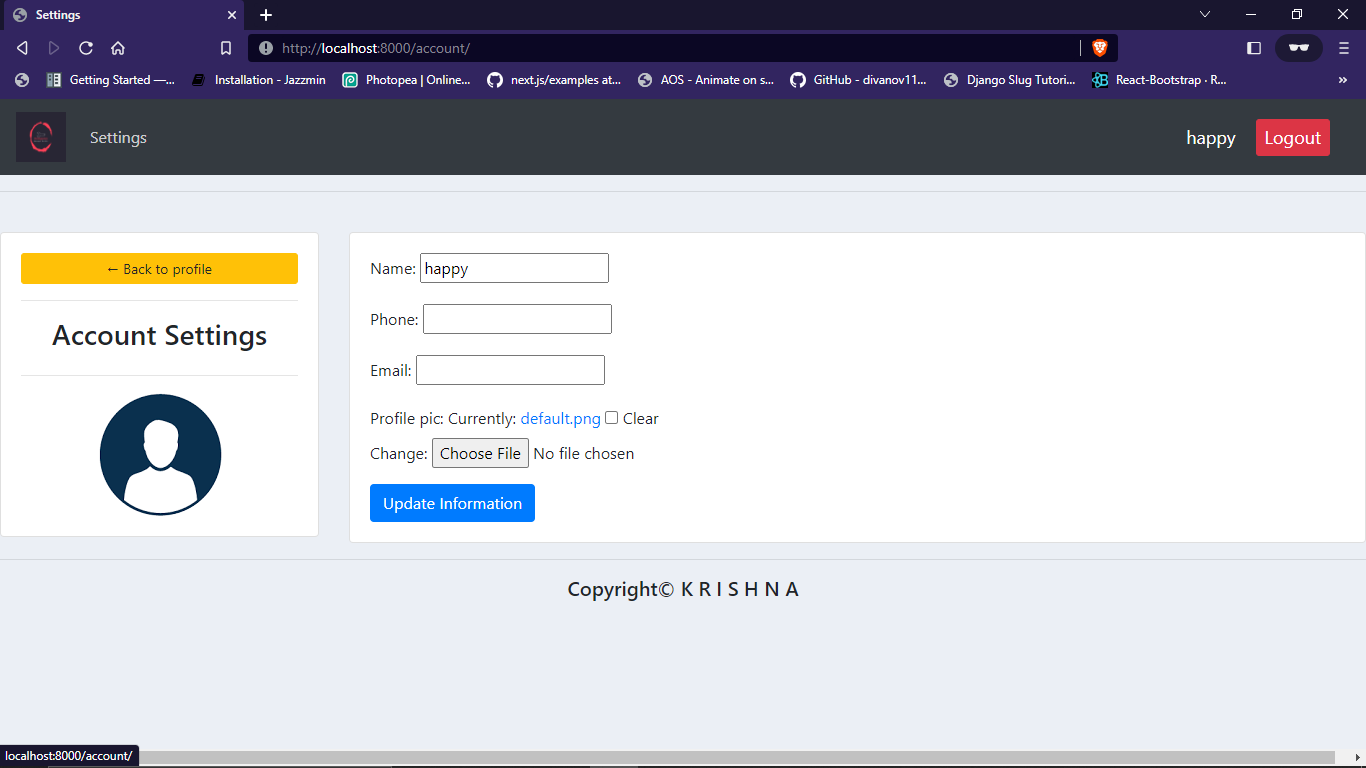 Settings
http://localhost:8000/account/
Getting Started —... Installation - Jazzmin Photopea | Online... next.js/examples at... AOS - Animate on s... GitHub - divanov11... Django Slug Tutori... React-Bootstrap · R... »
Settings happy Logout
← Back to profile
Account Settings
Name: happy
Phone:
Email:
Profile pic: Currently: default.png Clear
Change: Choose File No file chosen
Update Information
Copyright© K R I S H N A
localhost:8000/account/